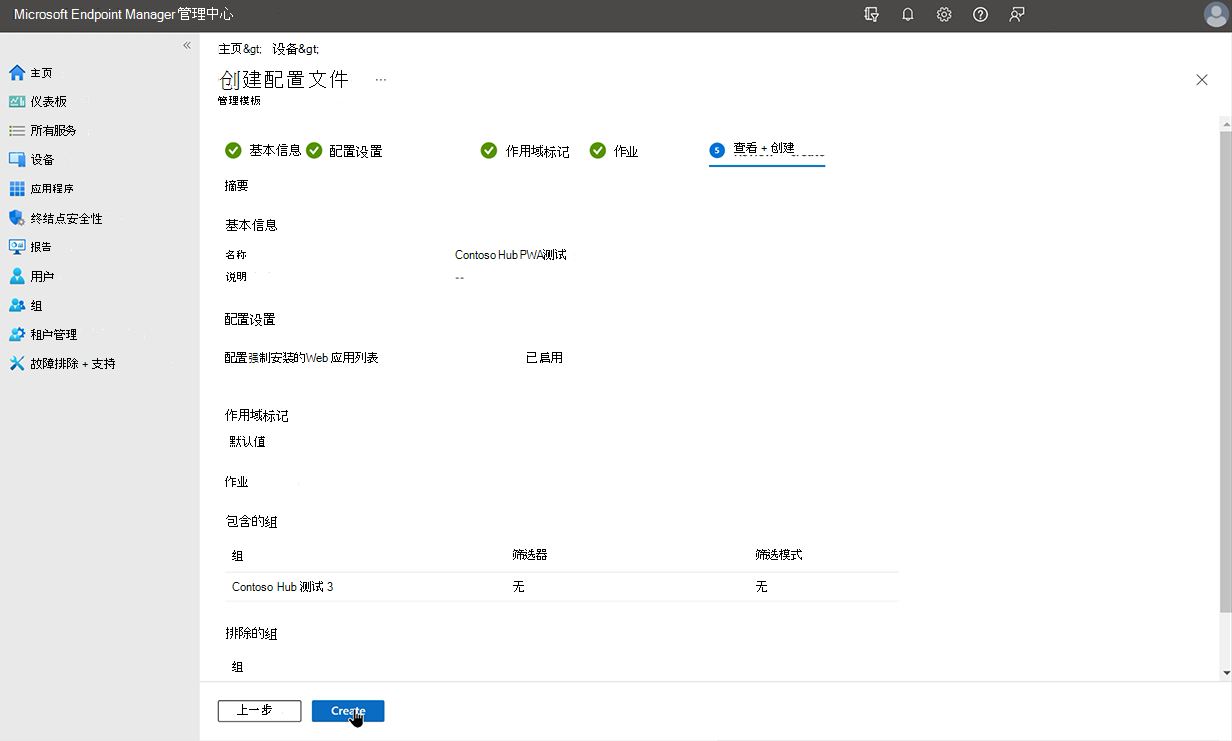 Microsoft Endpoint Manager 管理中心
«
主页
仪表板
所有服务
设备
应用程序
终结点安全性
报告
用户
组
租户管理
故障排除 + 支持
主页&gt; 设备&gt;
创建配置文件 ...
管理模板
基本信息 配置设置 作用域标记 作业 5 查看 + 创建
摘要
基本信息
名称 Contoso Hub PWA测试
说明 --
配置设置
配置强制安装的Web 应用列表 已启用
作用域标记
默认值
作业
包含的组
组 筛选器 筛选模式
Contoso Hub 测试 3 无 无
排除的组
组
上一步 Create